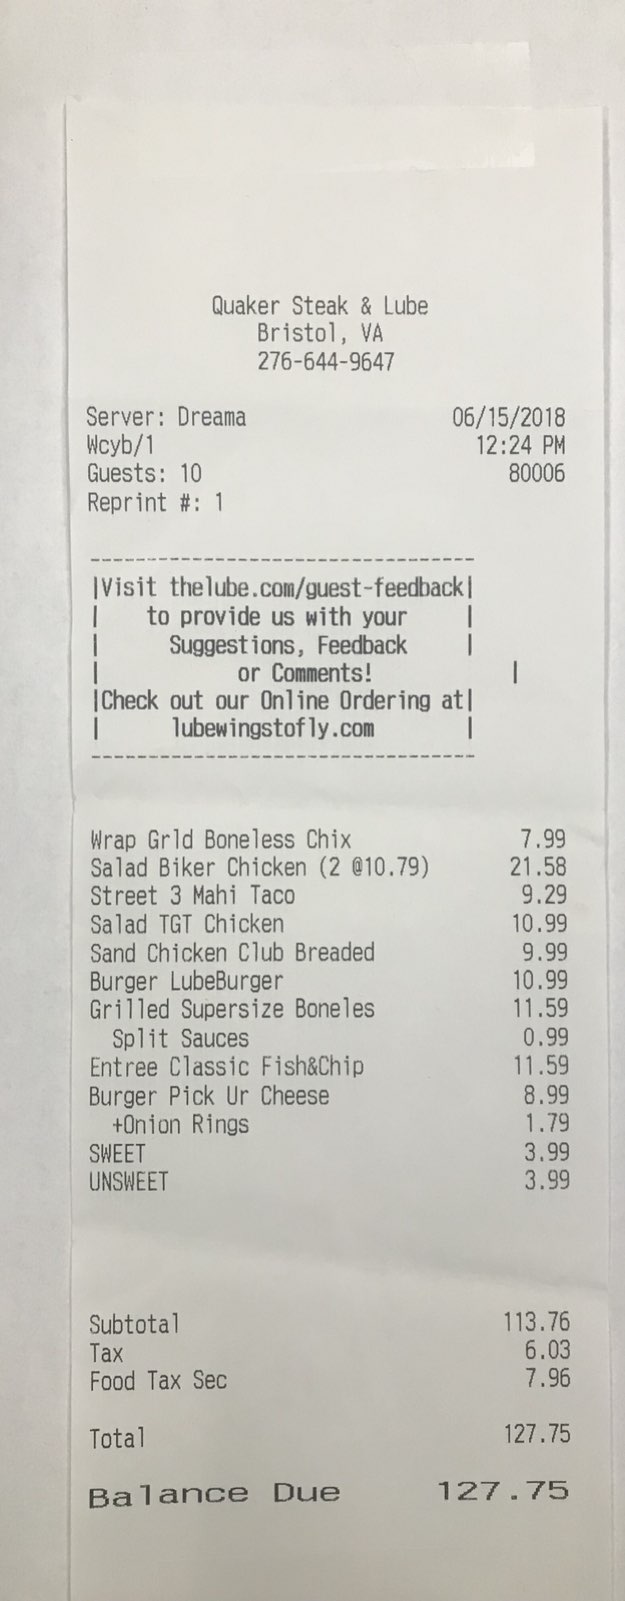 Quaker Steak & Lube
Bristol, VA
276-644-9647
Server: Dreama 06/15/2018
Wcyb/1 12:24 PM
Guests: 10 80006
Reprint #: 1
---------------------------------
|Visit thelube.com/guest-feedback|
| to provide us with your |
| Suggestions, Feedback |
| or Comments! |
|Check out our Online Ordering at|
| lubewingstofly.com |
---------------------------------
Wrap Grld Boneless Chix 7.99
Salad Biker Chicken (2 @10.79) 21.58
Street 3 Mahi Taco 9.29
Salad TGT Chicken 10.99
Sand Chicken Club Breaded 9.99
Burger LubeBurger 10.99
Grilled Supersize Boneles 11.59
Split Sauces 0.99
Entree Classic Fish&Chip 11.59
Burger Pick Ur Cheese 8.99
+Onion Rings 1.79
SWEET 3.99
UNSWEET 3.99
Subtotal 113.76
Tax 6.03
Food Tax Sec 7.96
Total 127.75
Balance Due 127.75